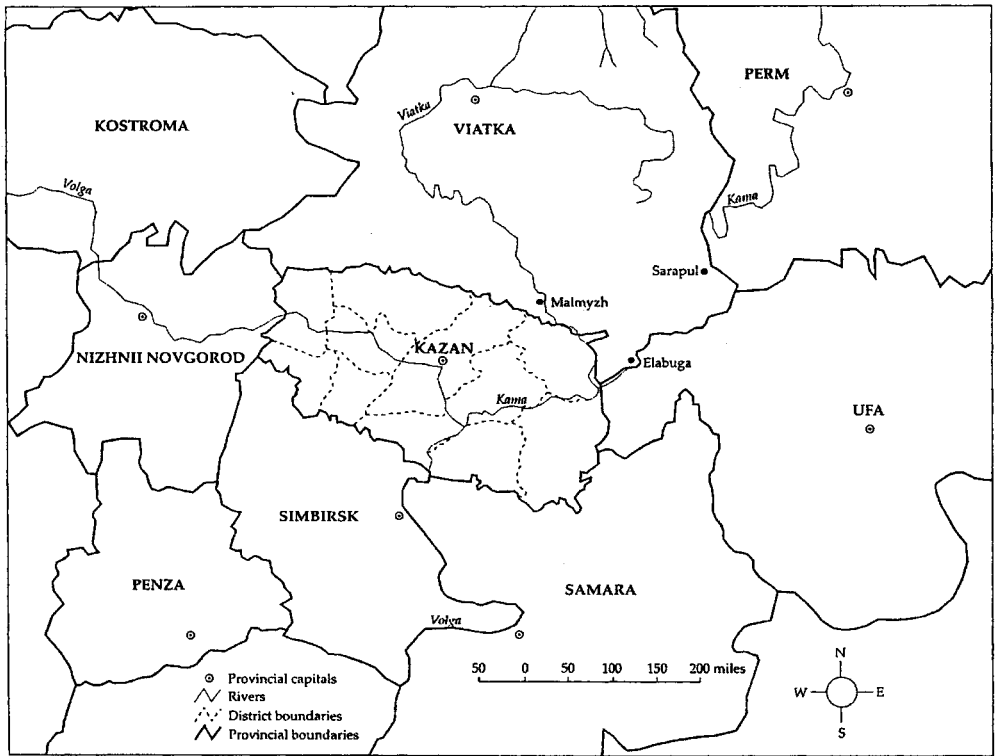 PERM
Viatka
KOSTROMA
VIATKA
Volga
Kama
Sarapul
Malmyzh
KAZAN
NIZHNII NOVGOROD
Elabuga
Kama
UFA
SIMBIRSK
PENZA
SAMARA
Volga
50 0 50 100 150 200 miles
N
W E
S
Provincial capitals
Rivers
District boundaries
Provincial boundaries